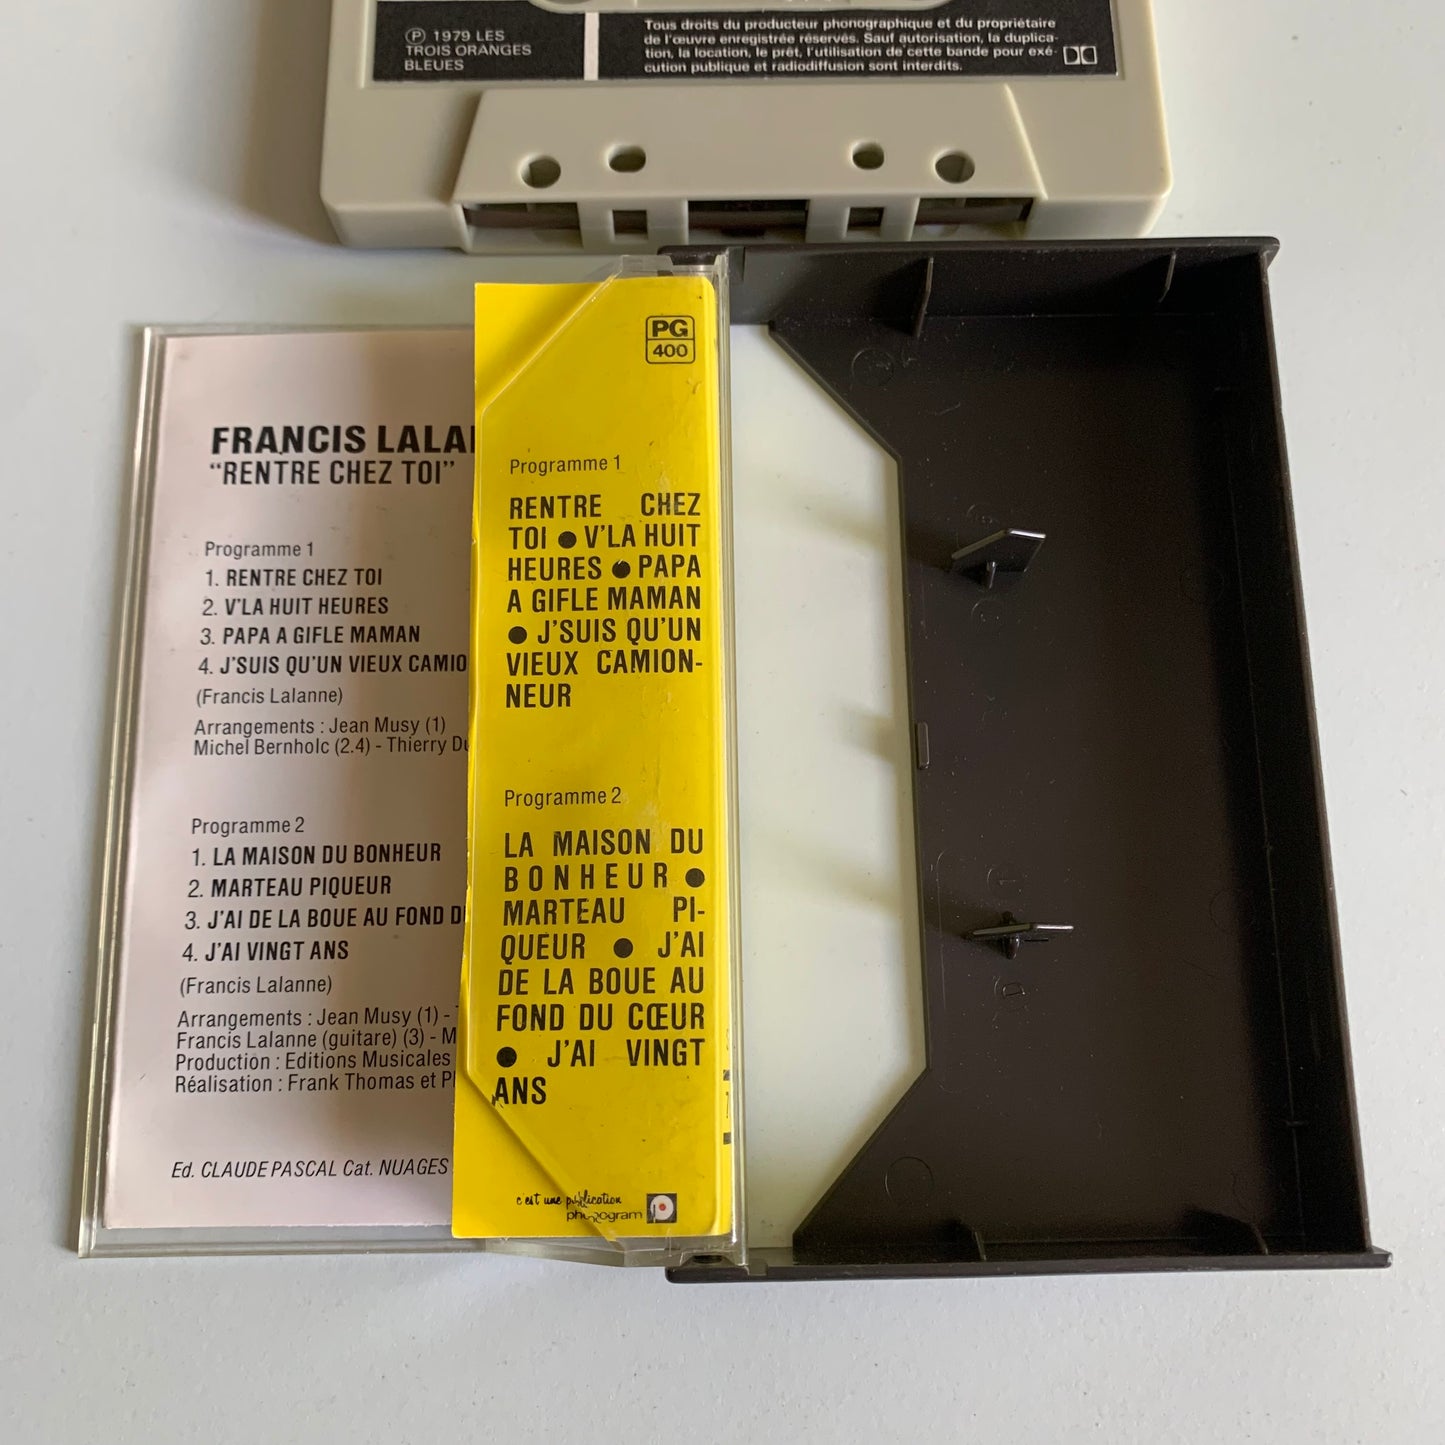 Ⓟ 1979 LES
TROIS ORANGES
BLEUES
Tous droits du producteur phonographique et du propriétaire
de l'œuvre enregistrée réservés. Sauf autorisation, la duplica-
tion, la location, le prêt, l'utilisation de cette bande pour exé-
cution publique et radiodiffusion sont interdits.
FRANCIS LALAN
"RENTRE CHEZ TOI"
Programme 1
1. RENTRE CHEZ TOI
2. V'LA HUIT HEURES
3. PAPA A GIFLE MAMAN
4. J'SUIS QU'UN VIEUX CAMIO
(Francis Lalanne)
Arrangements : Jean Musy (1)
Michel Bernholc (2.4) - Thierry Du
Programme 2
1. LA MAISON DU BONHEUR
2. MARTEAU PIQUEUR
3. J'AI DE LA BOUE AU FOND D
4. J'AI VINGT ANS
(Francis Lalanne)
Arrangements : Jean Musy (1) -
Francis Lalanne (guitare) (3) - M
Production : Editions Musicales
Réalisation : Frank Thomas et P
Ed. CLAUDE PASCAL Cat. NUAGES
PG
400
Programme 1
RENTRE CHEZ
TOI ● V'LA HUIT
HEURES ● PAPA
A GIFLE MAMAN
● J'SUIS QU'UN
VIEUX CAMION-
NEUR
Programme 2
LA MAISON DU
BONHEUR ●
MARTEAU PI-
QUEUR ● J'AI
DE LA BOUE AU
FOND DU CŒUR
● J'AI VINGT
ANS
c'est une publication
phonogram